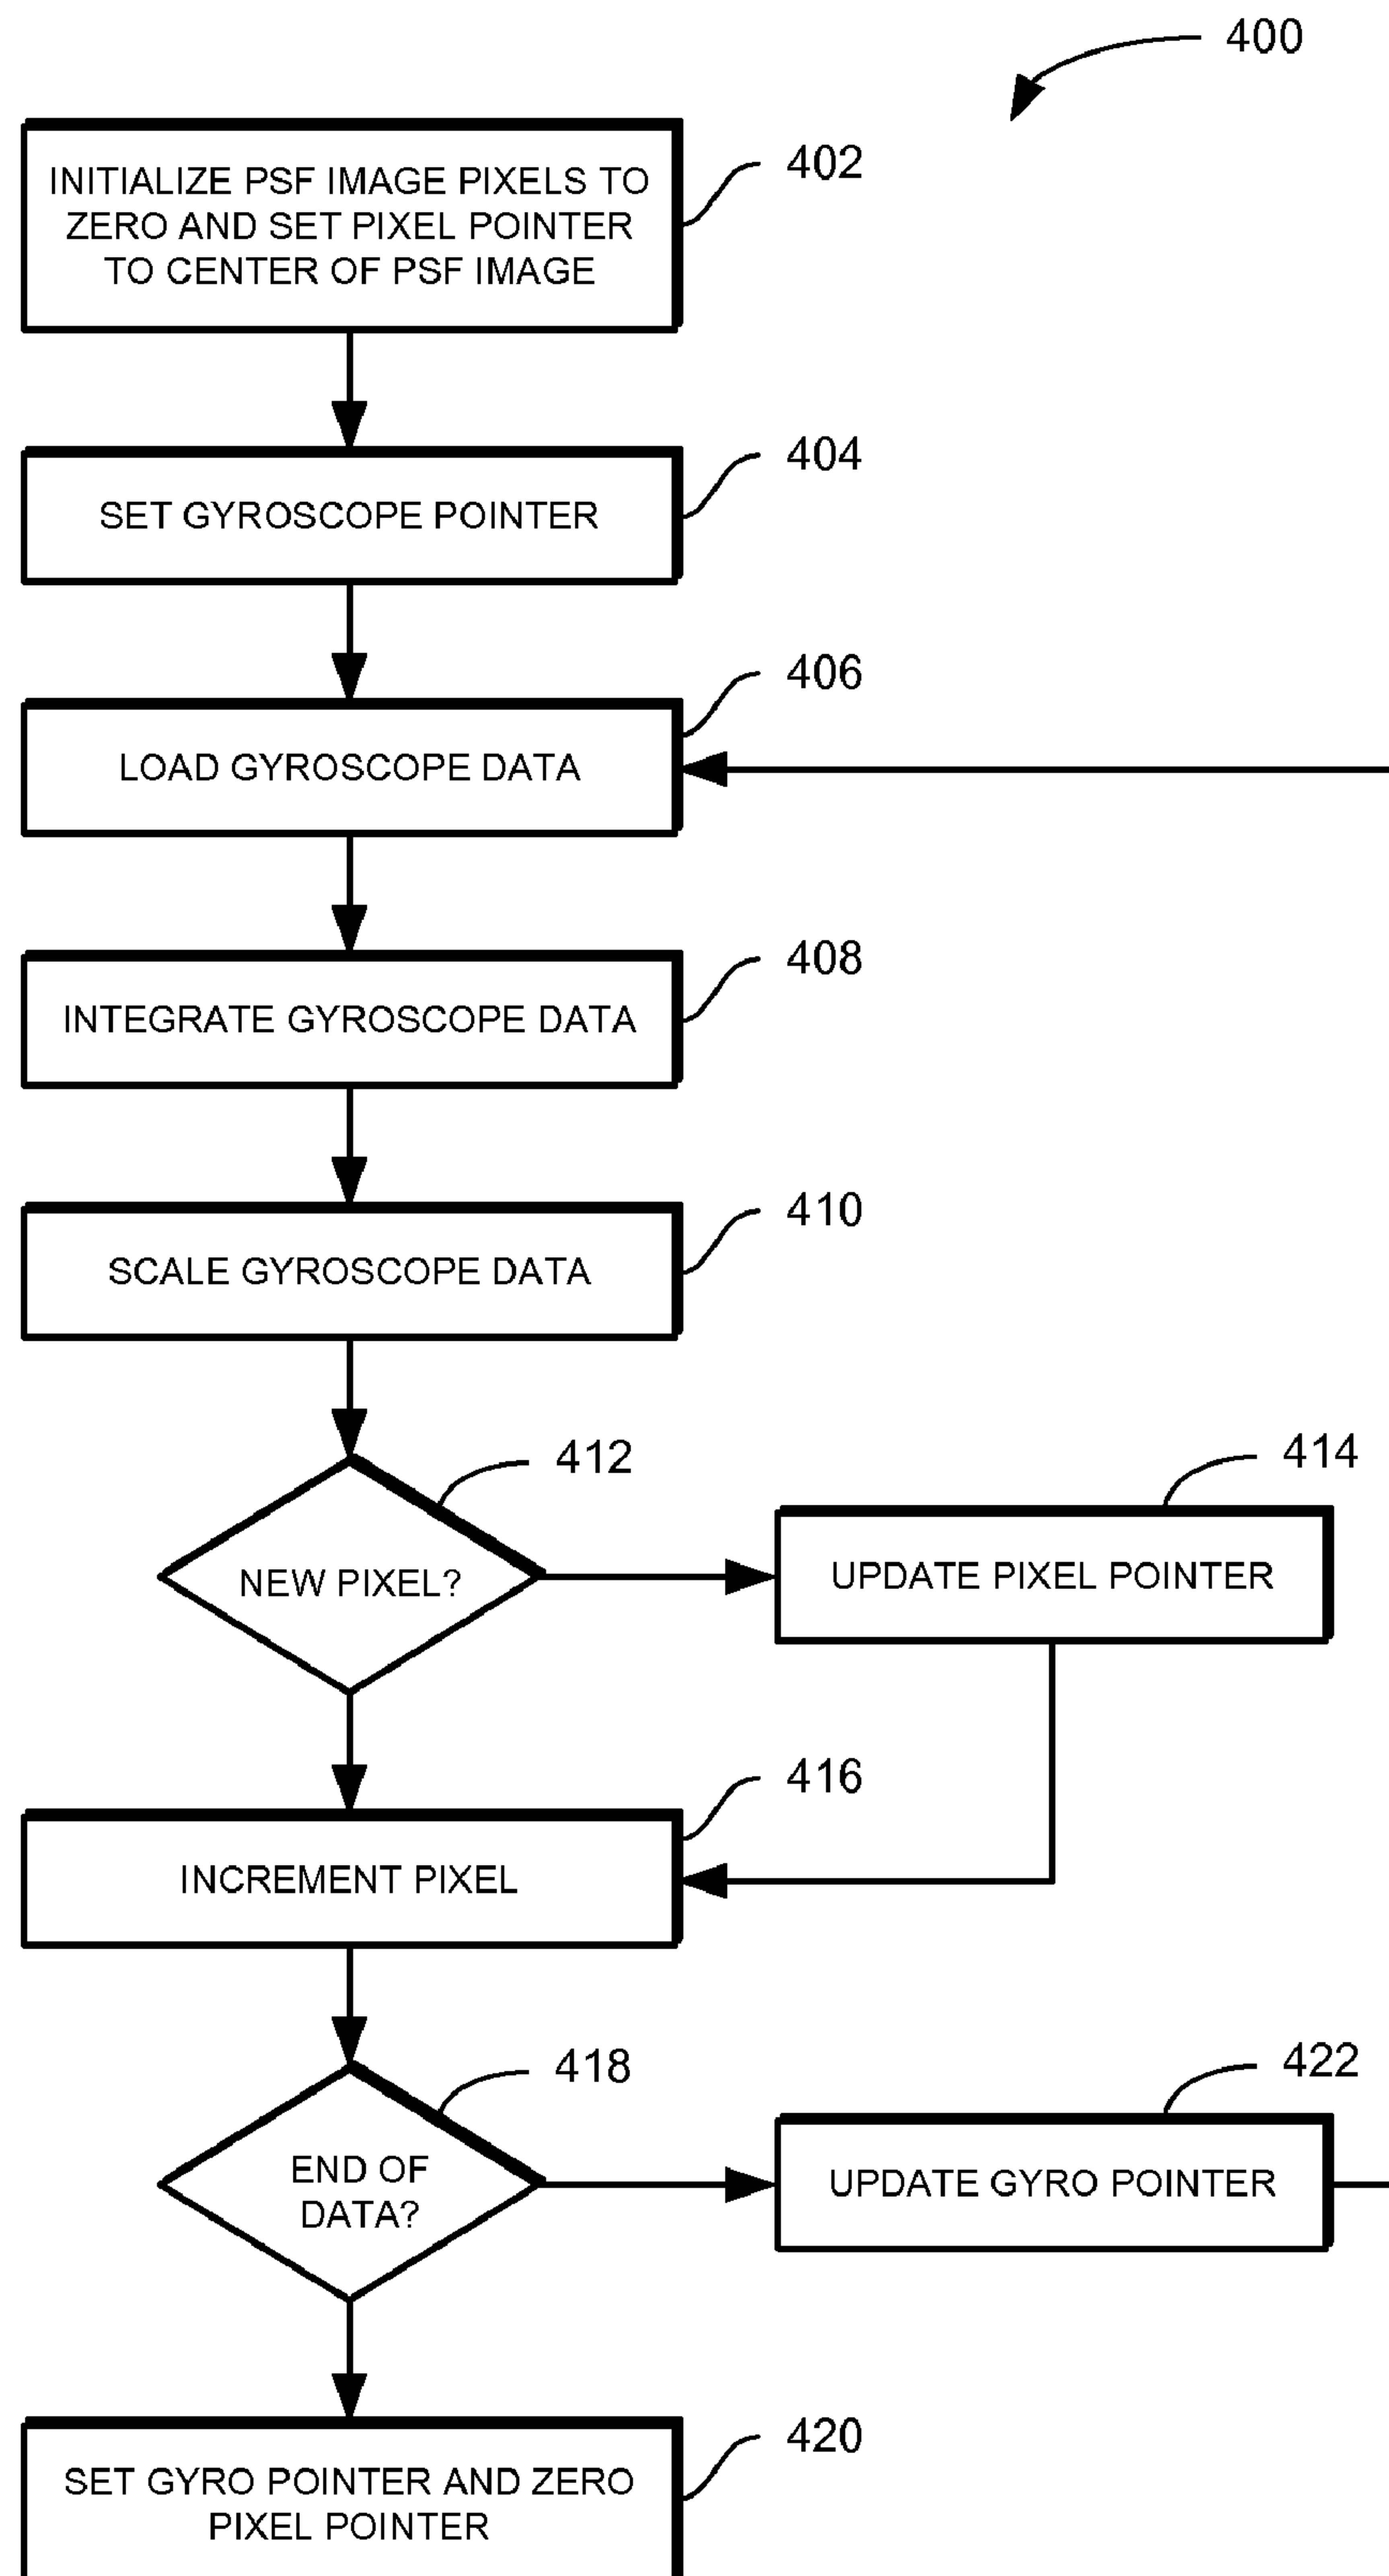 400
INITIALIZE PSF IMAGE PIXELS TO
ZERO AND SET PIXEL POINTER
TO CENTER OF PSF IMAGE
402
SET GYROSCOPE POINTER
404
LOAD GYROSCOPE DATA
406
INTEGRATE GYROSCOPE DATA
408
SCALE GYROSCOPE DATA
410
NEW PIXEL?
412
UPDATE PIXEL POINTER
414
INCREMENT PIXEL
416
END OF
DATA?
418
UPDATE GYRO POINTER
422
SET GYRO POINTER AND ZERO
PIXEL POINTER
420